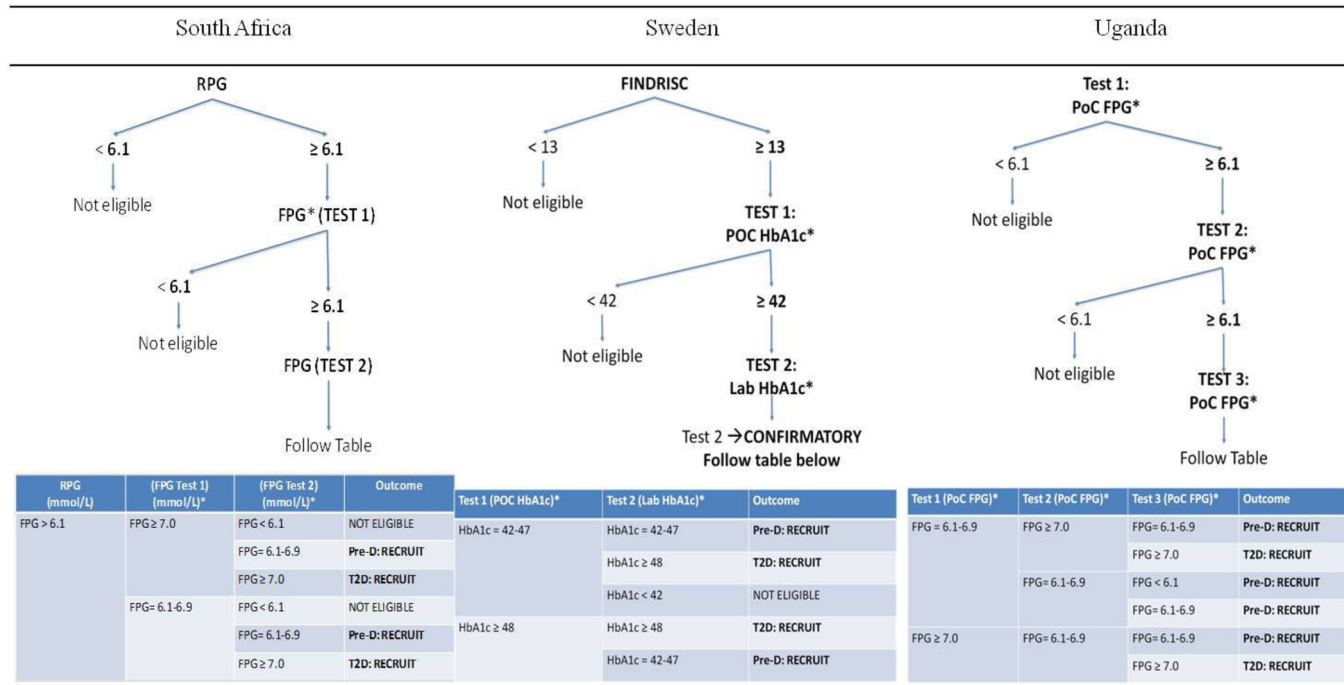 South Africa
RPG
< 6.1
≥ 6.1
Not eligible
FPG* (TEST 1)
< 6.1
≥ 6.1
Not eligible
FPG (TEST 2)
Follow Table
RPG (FPG Test 1) (FPG Test 2) Outcome
(mmol/L) (mmol/L)* (mmol/L)*
FPG > 6.1 FPG ≥ 7.0 FPG < 6.1 NOT ELIGIBLE
FPG= 6.1-6.9 Pre-D: RECRUIT
FPG ≥ 7.0 T2D: RECRUIT
FPG= 6.1-6.9 FPG < 6.1 NOT ELIGIBLE
FPG= 6.1-6.9 Pre-D: RECRUIT
FPG ≥ 7.0 T2D: RECRUIT
Sweden
FINDRISC
< 13
≥ 13
Not eligible
TEST 1:
POC HbA1c*
< 42
≥ 42
Not eligible
TEST 2:
Lab HbA1c*
Test 2 →CONFIRMATORY
Follow table below
Test 1 (POC HbA1c)* Test 2 (Lab HbA1c)* Outcome
HbA1c = 42-47 HbA1c = 42-47 Pre-D: RECRUIT
HbA1c ≥ 48 T2D: RECRUIT
HbA1c < 42 NOT ELIGIBLE
HbA1c ≥ 48 HbA1c ≥ 48 T2D: RECRUIT
HbA1c = 42-47 Pre-D: RECRUIT
Uganda
Test 1:
PoC FPG*
< 6.1
≥ 6.1
Not eligible
TEST 2:
PoC FPG*
< 6.1
≥ 6.1
Not eligible
TEST 3:
PoC FPG*
Follow Table
Test 1 (PoC FPG)* Test 2 (PoC FPG)* Test 3 (PoC FPG)* Outcome
FPG = 6.1-6.9 FPG ≥ 7.0 FPG= 6.1-6.9 Pre-D: RECRUIT
FPG ≥ 7.0 T2D: RECRUIT
FPG= 6.1-6.9 FPG < 6.1 Pre-D: RECRUIT
FPG= 6.1-6.9 Pre-D: RECRUIT
FPG ≥ 7.0 FPG= 6.1-6.9 FPG= 6.1-6.9 Pre-D: RECRUIT
FPG ≥ 7.0 T2D: RECRUIT